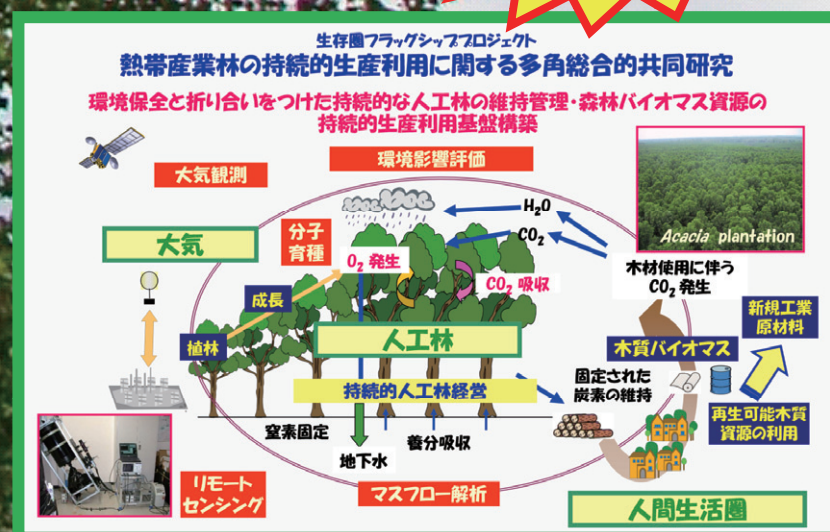 生存圏フラッグシッププロジェクト
熱帯産業林の持続的生産利用に関する多角総合的共同研究
環境保全と折り合いをつけた持続的な人工林の維持管理・森林バイオマス資源の
持続的生産利用基盤構築
環境影響評価
大気観測
H₂O
CO₂
Acacia plantation
大気
分子
育種
O₂ 発生
CO₂ 吸収
木材使用に伴う
CO₂ 発生
成長
植林
人工林
新規工業
原材料
木質バイオマス
持続的人工林経営
固定された
炭素の維持
再生可能木質
資源の利用
窒素固定
養分吸収
地下水
リモート
センシング
マスフロー解析
人間生活圏